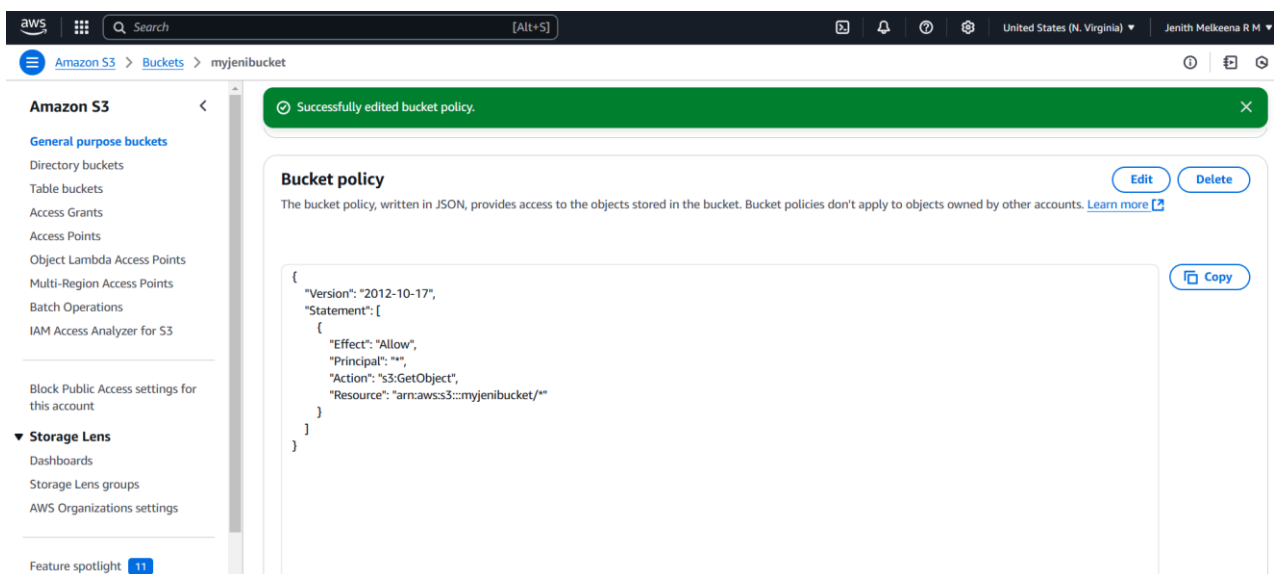 aws
Search
[Alt+S]
United States (N. Virginia) ▼
Jenith Melkeena R M ▼
Amazon S3 > Buckets > myjenibucket
Amazon S3
General purpose buckets
Directory buckets
Table buckets
Access Grants
Access Points
Object Lambda Access Points
Multi-Region Access Points
Batch Operations
IAM Access Analyzer for S3
Block Public Access settings for
this account
▼ Storage Lens
Dashboards
Storage Lens groups
AWS Organizations settings
Feature spotlight 11
Successfully edited bucket policy.
Bucket policy
Edit
Delete
The bucket policy, written in JSON, provides access to the objects stored in the bucket. Bucket policies don't apply to objects owned by other accounts. Learn more
Copy
{
"Version": "2012-10-17",
"Statement": [
{
"Effect": "Allow",
"Principal": "*",
"Action": "s3:GetObject",
"Resource": "arn:aws:s3:::myjenibucket/*"
}
]
}